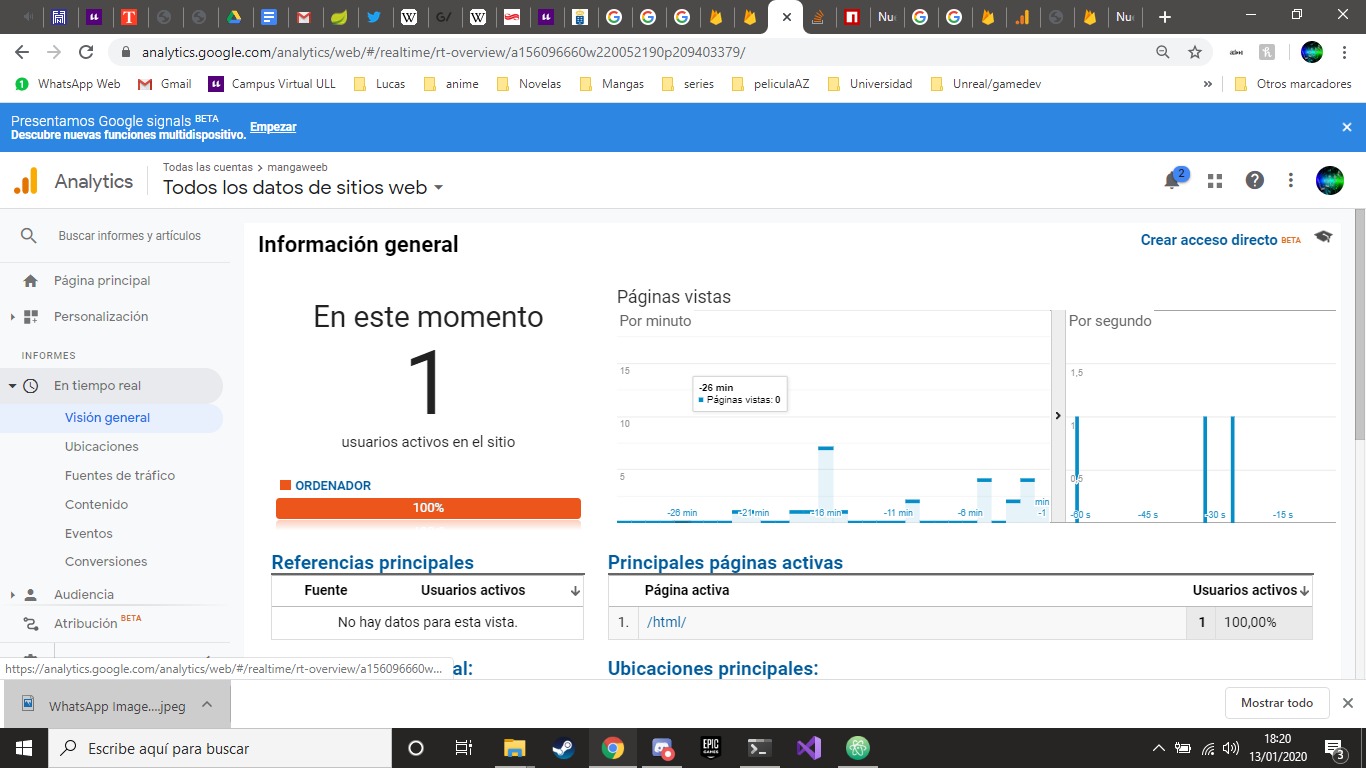 Nu
Nu
analytics.google.com/analytics/web/#/realtime/rt-overview/a156096660w220052190p209403379/
WhatsApp Web
Gmail
Campus Virtual ULL
Lucas
anime
Novelas
Mangas
series
peliculaAZ
Universidad
Unreal/gamedev
»
Otros marcadores
Presentamos Google signals BETA
Descubre nuevas funciones multidispositivo. Empezar
Analytics
Todas las cuentas > mangaweeb
Todos los datos de sitios web
2
Buscar informes y artículos
Página principal
Personalización
INFORMES
En tiempo real
Visión general
Ubicaciones
Fuentes de tráfico
Contenido
Eventos
Conversiones
Audiencia
Atribución BETA
https://analytics.google.com/analytics/web/#/realtime/rt-overview/a156096660w...
Información general
Crear acceso directo BETA
En este momento
1
usuarios activos en el sitio
ORDENADOR
100%
Páginas vistas
Por minuto
15
10
5
-26 min
Páginas vistas: 0
-26 min
-21 min
-16 min
-11 min
-6 min
min
-1
Por segundo
1,5
1
0,5
-60 s
-45 s
-30 s
-15 s
Referencias principales
Fuente
Usuarios activos
No hay datos para esta vista.
Principales páginas activas
Página activa
Usuarios activos
1.
/html/
1
100,00%
al:
Ubicaciones principales:
WhatsApp Image....jpeg
Mostrar todo
Escribe aquí para buscar
EPIC
GAMES
18:20
13/01/2020
3